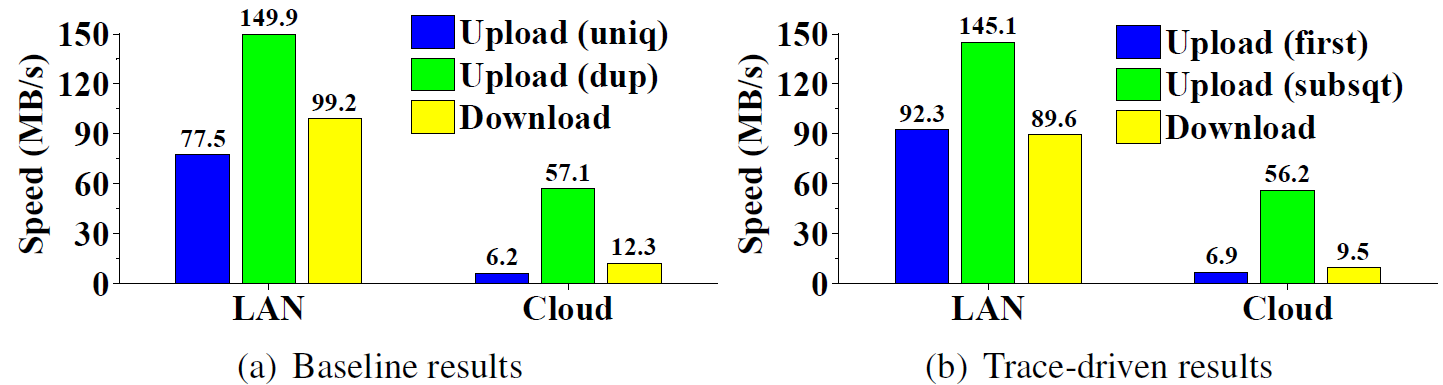 Speed (MB/s)
150
120
90
60
30
0
77.5
149.9
99.2
6.2
57.1
12.3
Upload (uniq)
Upload (dup)
Download
LAN
Cloud
(a) Baseline results
Speed (MB/s)
150
120
90
60
30
0
92.3
145.1
89.6
6.9
56.2
9.5
Upload (first)
Upload (subsqt)
Download
LAN
Cloud
(b) Trace-driven results